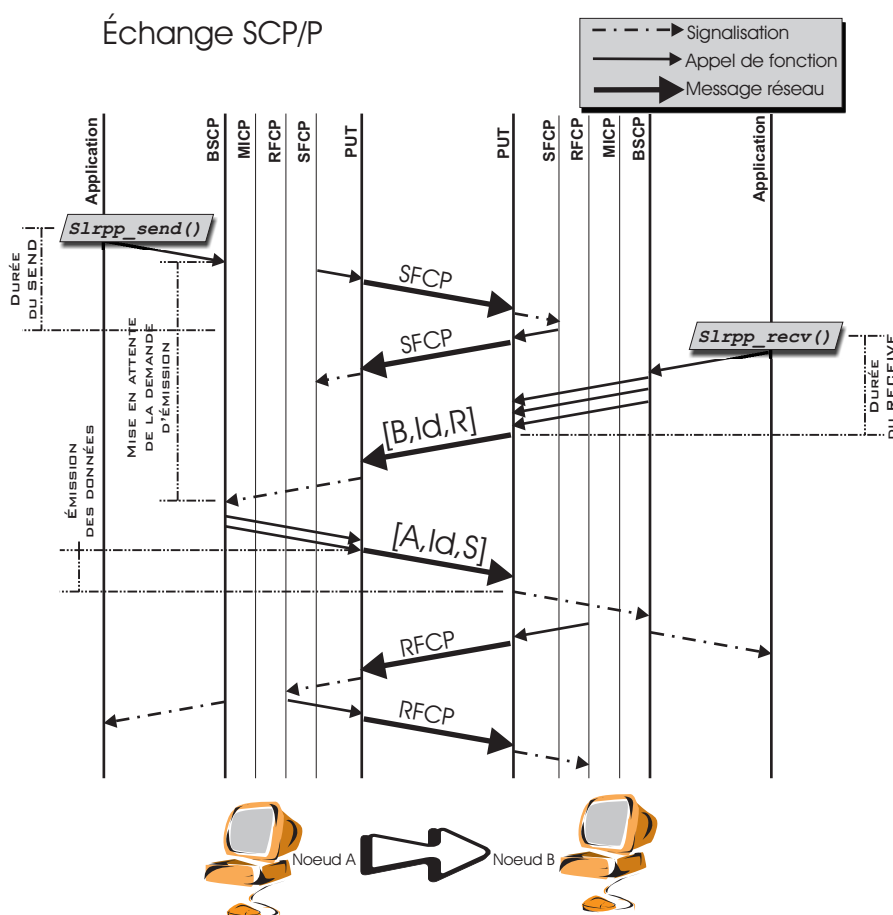 Échange SCP/P
Signalisation
Appel de fonction
Message réseau
Application
BSCP
MICP
RFCP
SFCP
PUT
PUT
SFCP
RFCP
MICP
BSCP
Application
Slrpp_send()
DURÉE
DU SEND
SFCP
SFCP
Slrpp_recv()
DURÉE
DU RECEIVE
MISE EN ATTENTE
DE LA DEMANDE
D'ÉMISSION
[B,Id,R]
ÉMISSION
DES DONNÉES
[A,Id,S]
RFCP
RFCP
Noeud A
Noeud B